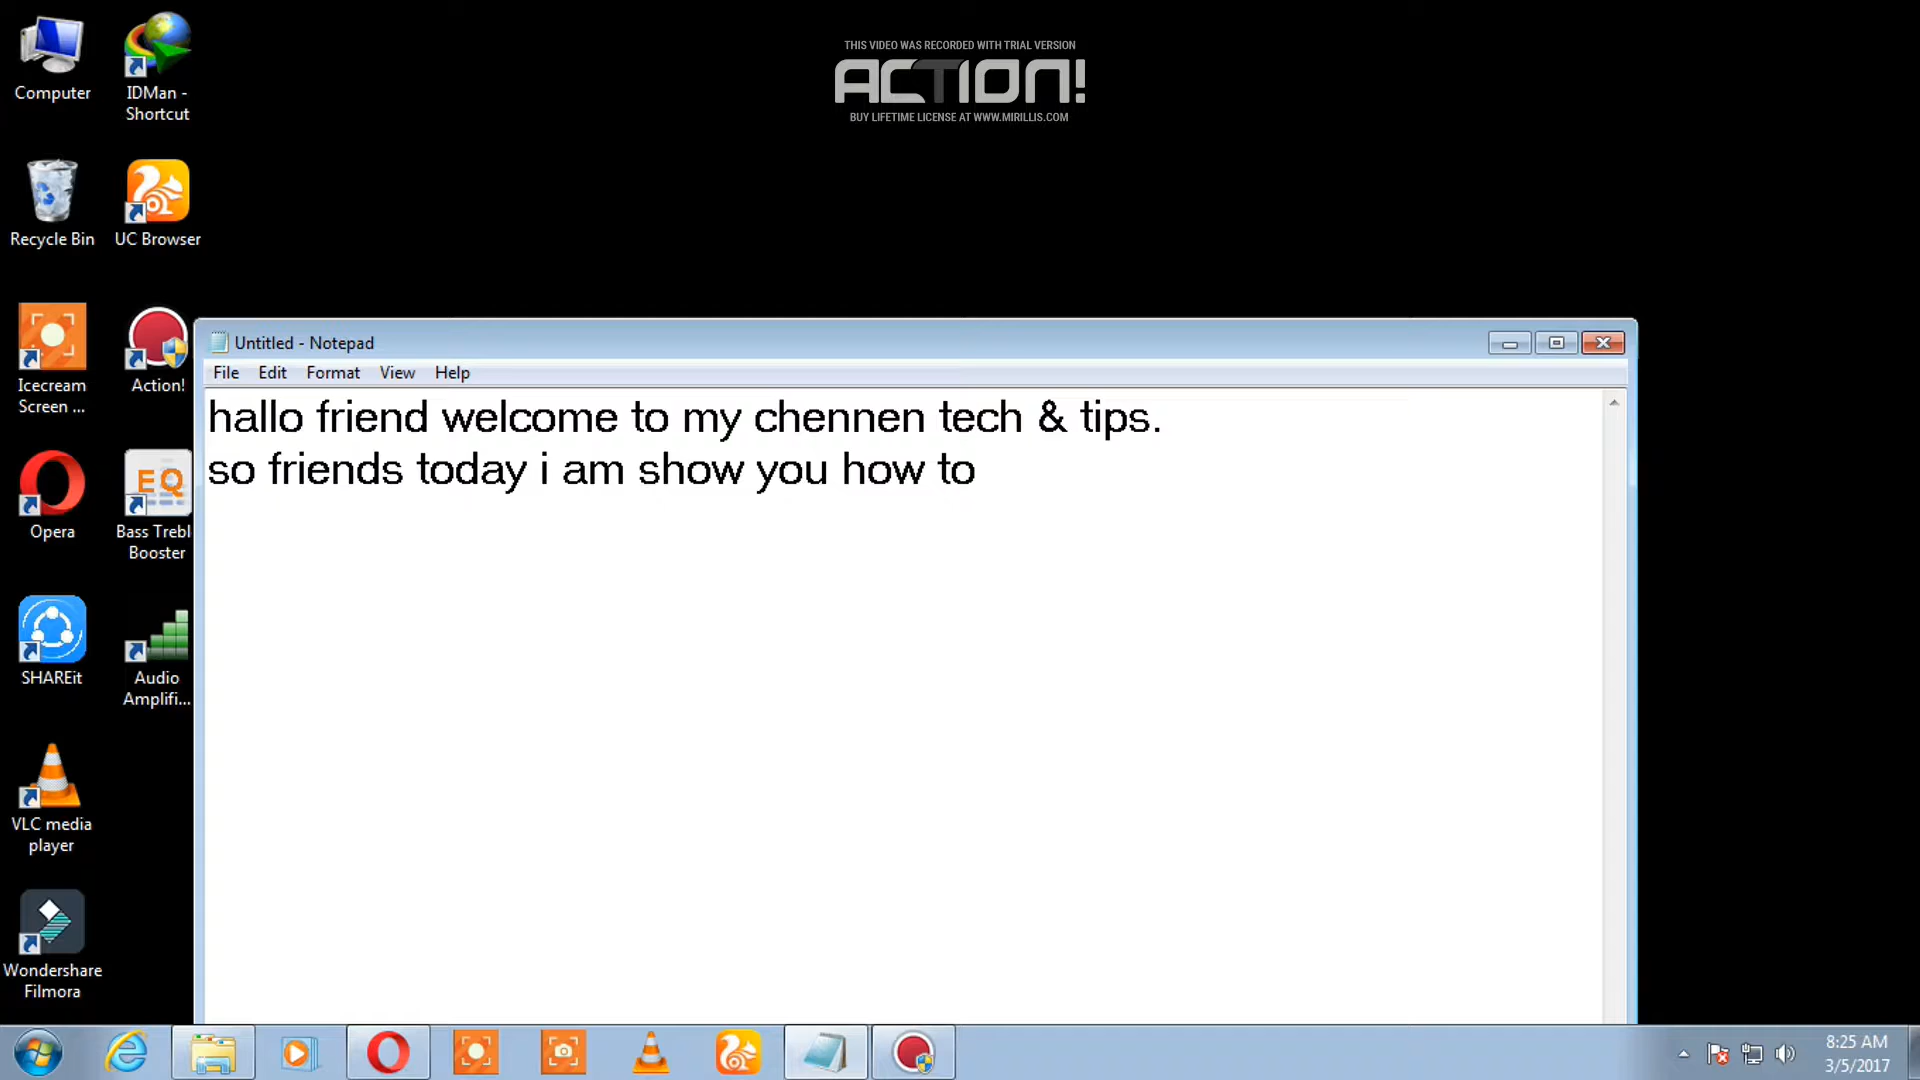 THIS VIDEO WAS RECORDED WITH TRIAL VERSION
ACTION!
BUY LIFETIME LICENSE AT WWW.MIRILLIS.COM
Computer
IDMan -
Shortcut
Recycle Bin
UC Browser
Icecream
Screen ...
Action!
Opera
EQ
Bass Trebl
Booster
SHAREit
Audio
Amplifi...
VLC media
player
Wondershare
Filmora
Untitled - Notepad
File Edit Format View Help
hallo friend welcome to my chennen tech & tips.
so friends today i am show you how to
8:25 AM
3/5/2017